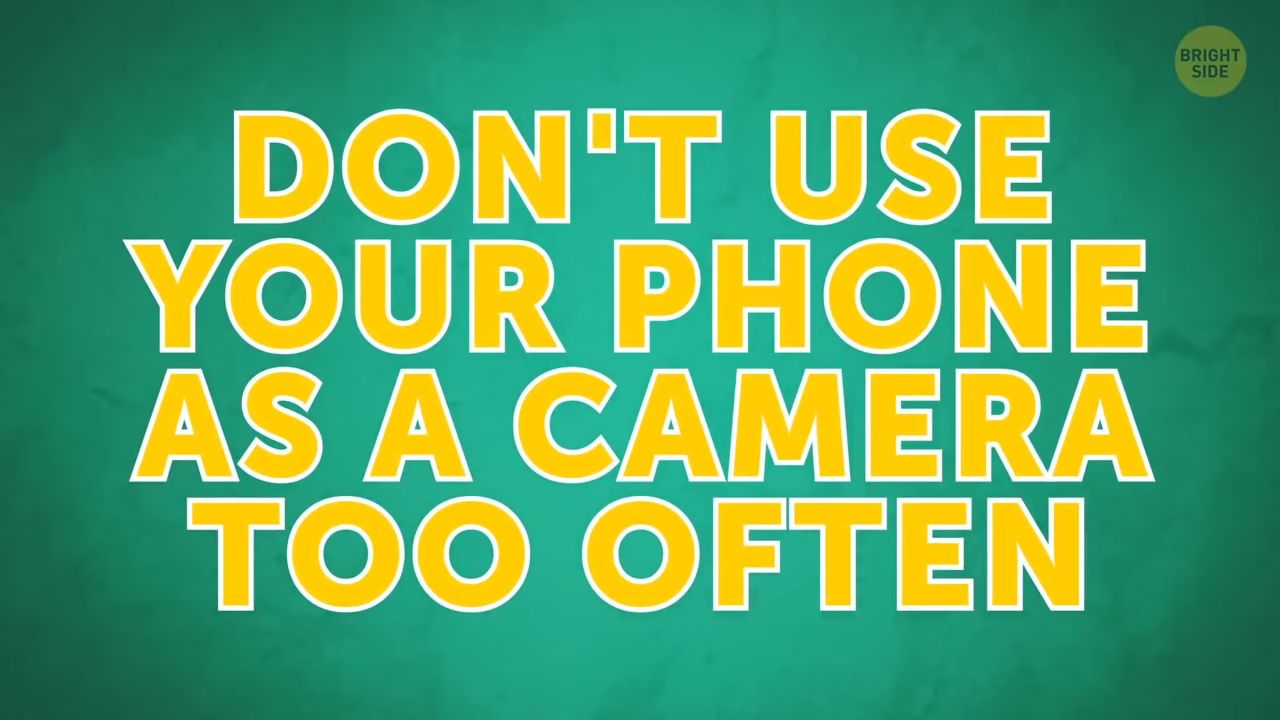 BRIGHT
SIDE
DON'T USE
YOUR PHONE
AS A CAMERA
TOO OFTEN